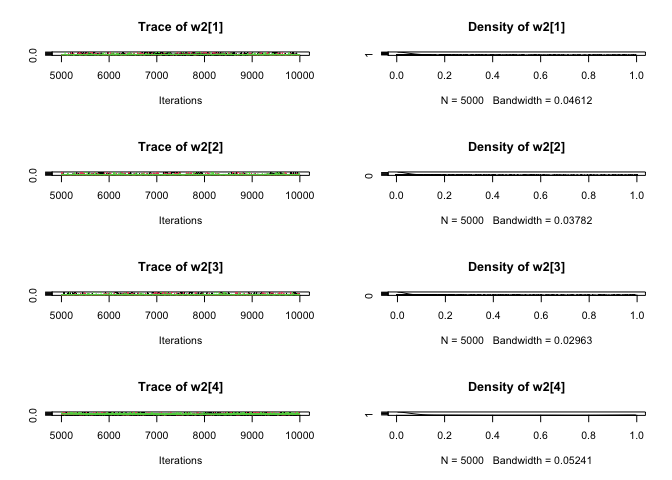 Trace of w2[1]
0.0
5000 6000 7000 8000 9000 10000
Iterations
Density of w2[1]
1
0.0 0.2 0.4 0.6 0.8 1.0
N = 5000 Bandwidth = 0.04612
Trace of w2[2]
0.0
5000 6000 7000 8000 9000 10000
Iterations
Density of w2[2]
0
0.0 0.2 0.4 0.6 0.8 1.0
N = 5000 Bandwidth = 0.03782
Trace of w2[3]
0.0
5000 6000 7000 8000 9000 10000
Iterations
Density of w2[3]
0
0.0 0.2 0.4 0.6 0.8 1.0
N = 5000 Bandwidth = 0.02963
Trace of w2[4]
0.0
5000 6000 7000 8000 9000 10000
Iterations
Density of w2[4]
1
0.0 0.2 0.4 0.6 0.8 1.0
N = 5000 Bandwidth = 0.05241